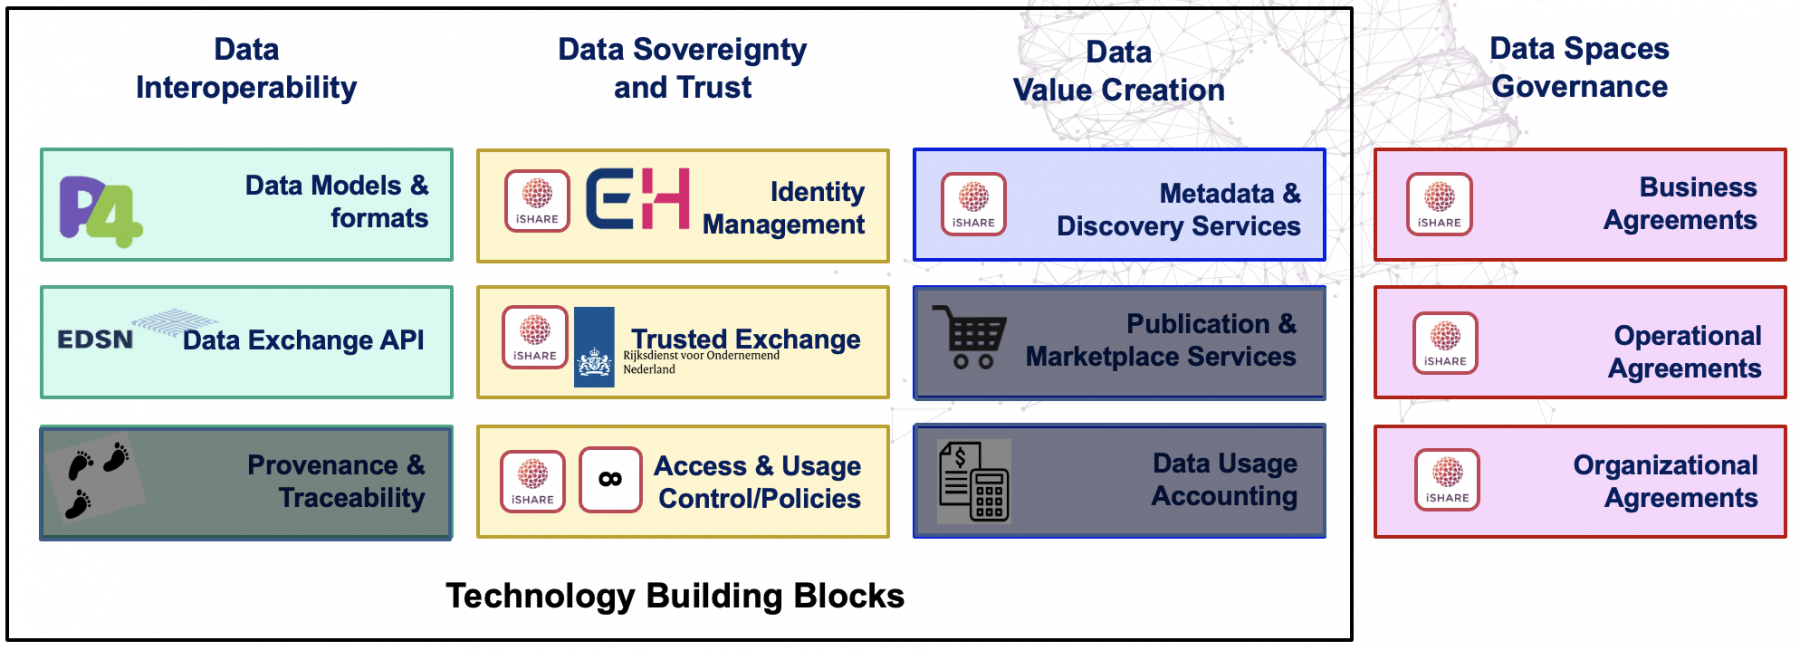 Data
Interoperability
Data Sovereignty
and Trust
Data
Value Creation
Data Spaces
Governance
P4
Data Models &
formats
iSHARE
EH
Identity
Management
iSHARE
Metadata &
Discovery Services
iSHARE
Business
Agreements
EDSN
Data Exchange API
iSHARE
Trusted Exchange
Rijksdienst voor Ondernemend
Nederland
Publication &
Marketplace Services
iSHARE
Operational
Agreements
Provenance &
Traceability
iSHARE
8
Access & Usage
Control/Policies
$
Data Usage
Accounting
iSHARE
Organizational
Agreements
Technology Building Blocks